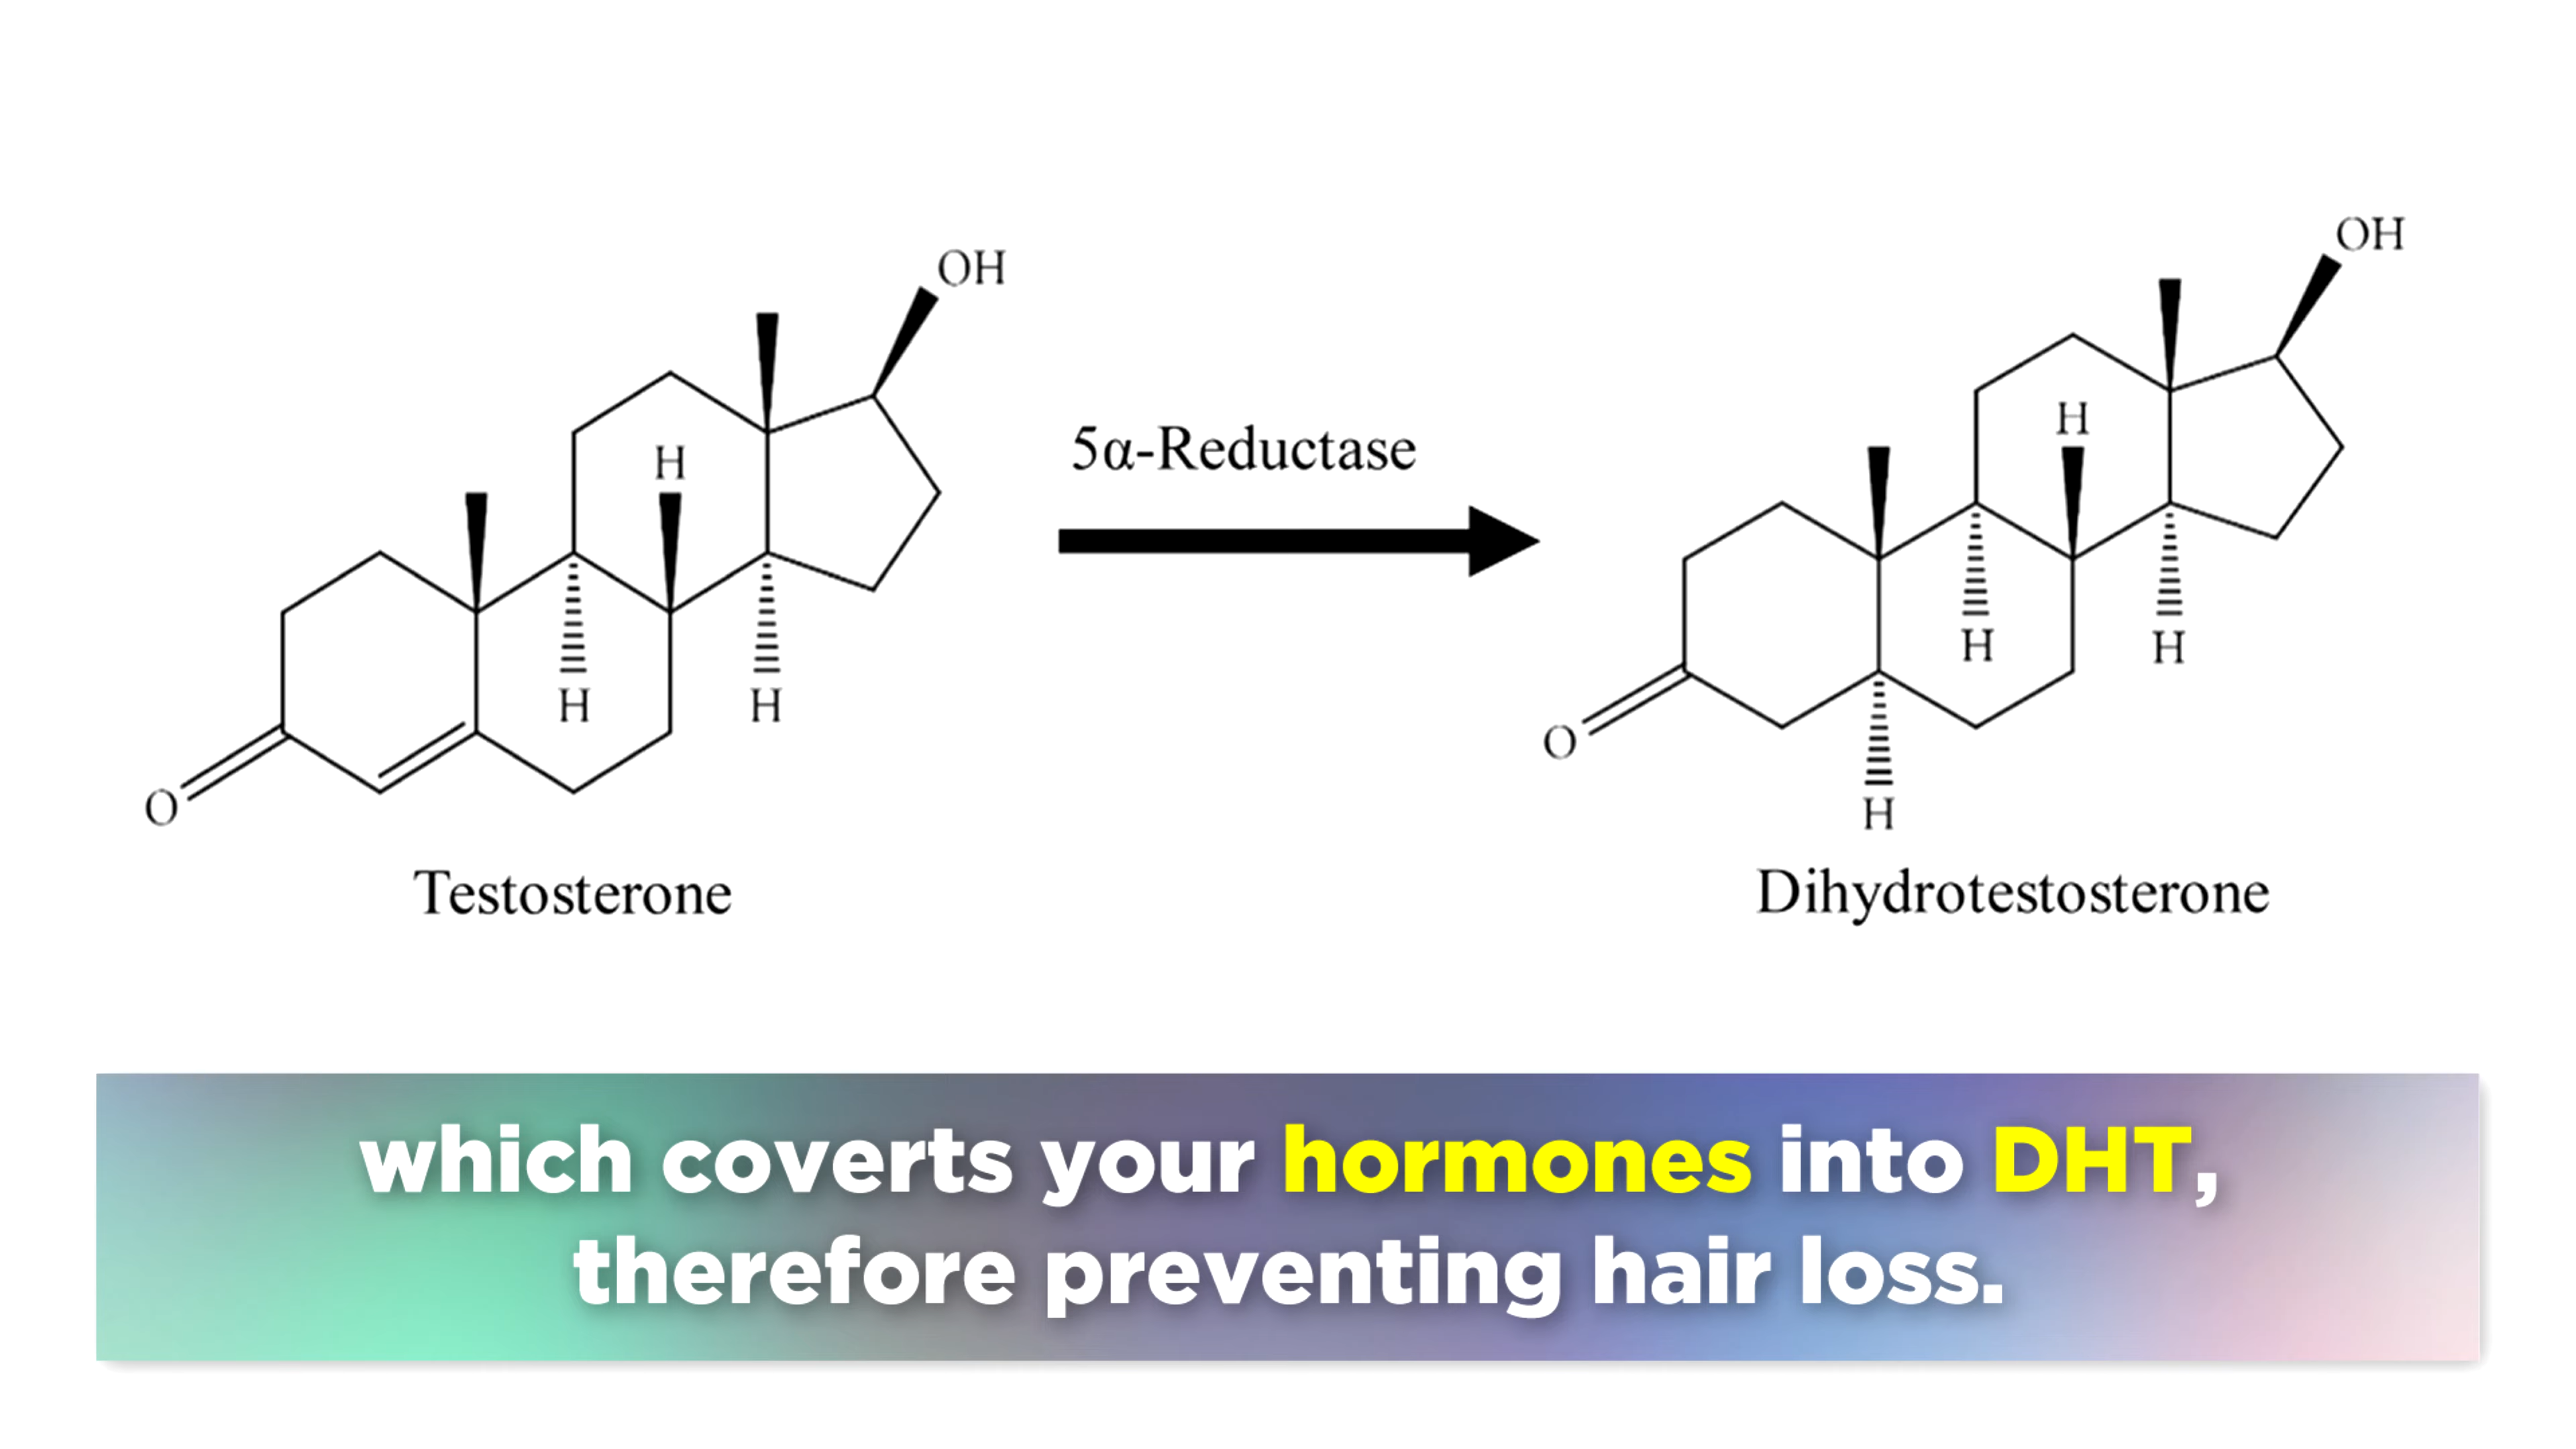 OH
H
H
H
O
Testosterone
5α-Reductase
OH
H
H
H
O
H
Dihydrotestosterone
which coverts your hormones into DHT,
therefore preventing hair loss.